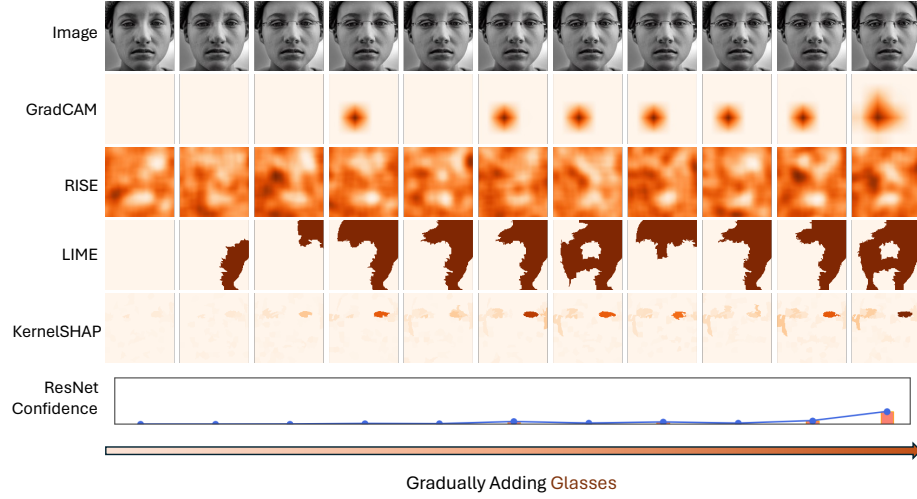 Image
GradCAM
RISE
LIME
KernelSHAP
ResNet
Confidence
Gradually Adding Glasses